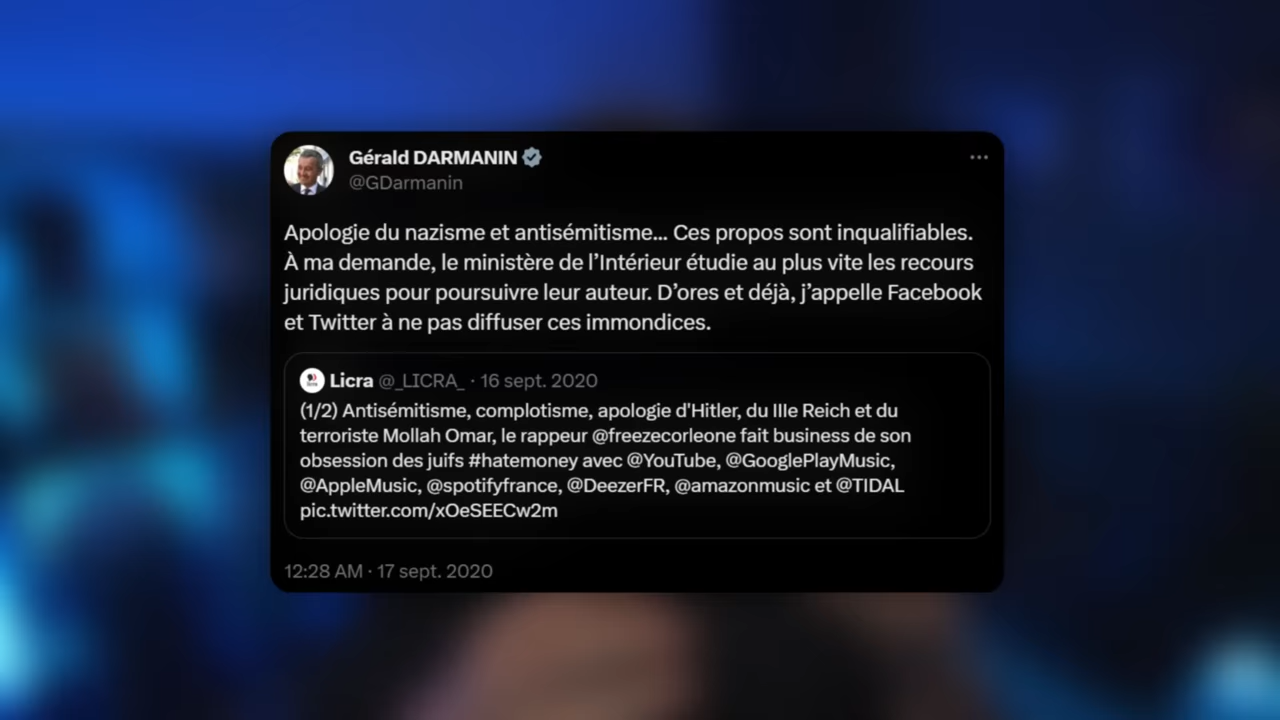 Gérald DARMANIN
@GDarmanin
Apologie du nazisme et antisémitisme... Ces propos sont inqualifiables.
À ma demande, le ministère de l’Intérieur étudie au plus vite les recours
juridiques pour poursuivre leur auteur. D’ores et déjà, j’appelle Facebook
et Twitter à ne pas diffuser ces immondices.
Licra @_LICRA_ · 16 sept. 2020
(1/2) Antisémitisme, complotisme, apologie d'Hitler, du IIIe Reich et du
terroriste Mollah Omar, le rappeur @freezecorleone fait business de son
obsession des juifs #hatemoney avec @YouTube, @GooglePlayMusic,
@AppleMusic, @spotifyfrance, @DeezerFR, @amazonmusic et @TIDAL
pic.twitter.com/xOeSEECw2m
12:28 AM · 17 sept. 2020